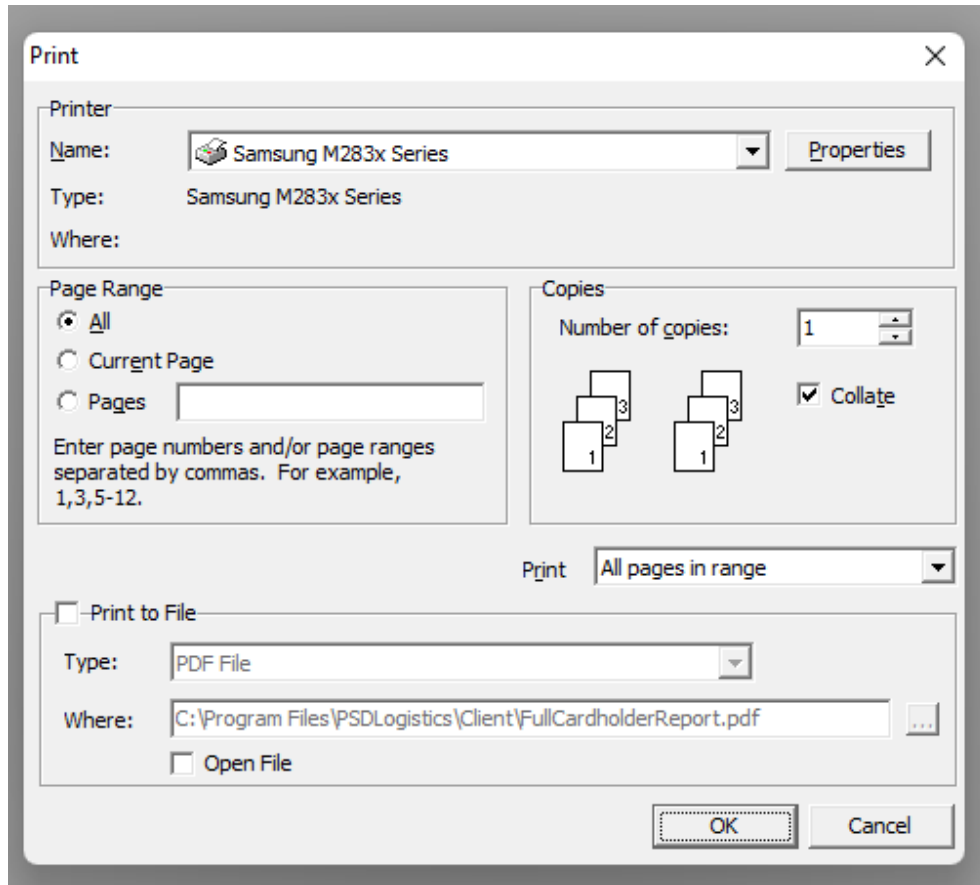 Print
Printer
Name:
Samsung M283x Series
Properties
Type:
Samsung M283x Series
Where:
Page Range
All
Current Page
Pages
Enter page numbers and/or page ranges
separated by commas.  For example,
1,3,5-12.
Copies
Number of copies:
1
3
2
1
3
2
1
Collate
Print
All pages in range
Print to File
Type:
PDF File
Where:
C:\Program Files\PSDLogistics\Client\FullCardholderReport.pdf
...
Open File
OK
Cancel